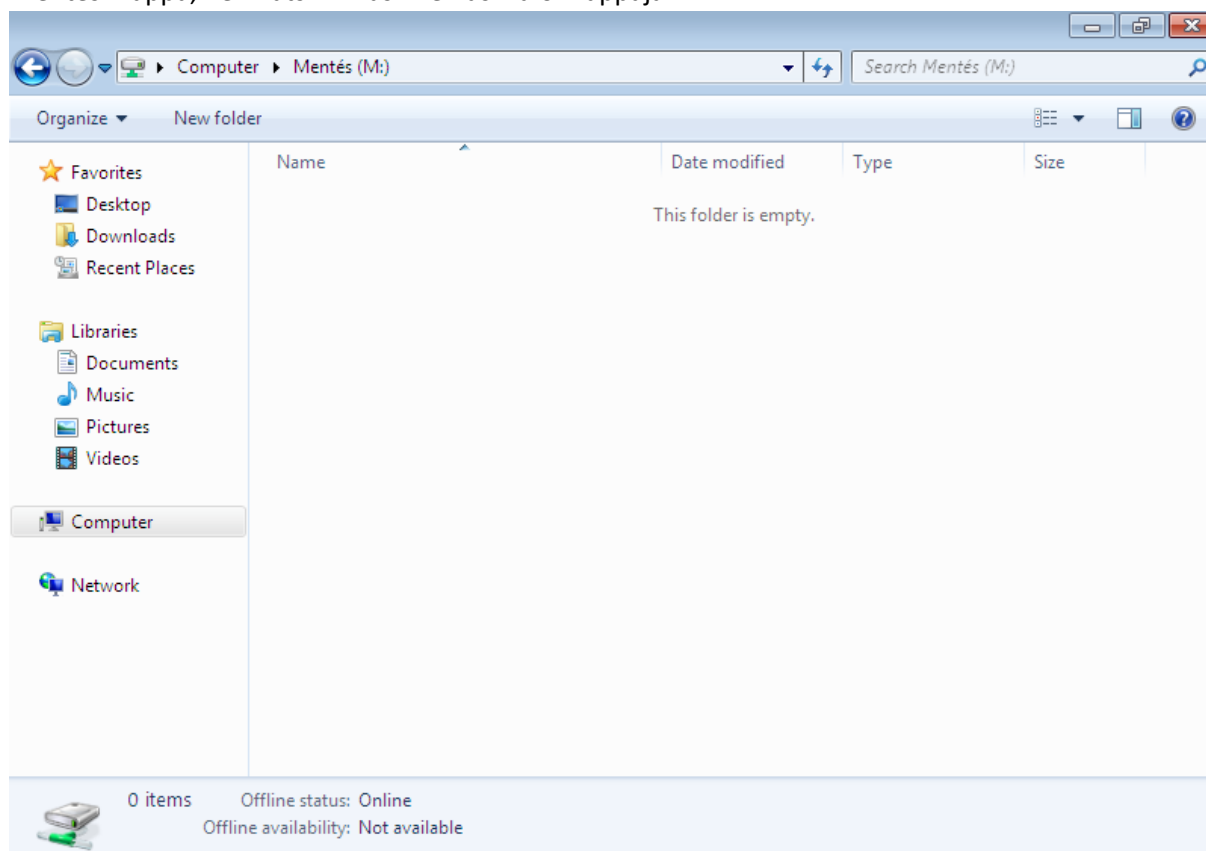 Computer ▸ Mentés (M:)
Search Mentés (M:)
Organize ▼ New folder
Name Date modified Type Size
This folder is empty.
Favorites
Desktop
Downloads
Recent Places
Libraries
Documents
Music
Pictures
Videos
Computer
Network
0 items Offline status: Online
Offline availability: Not available